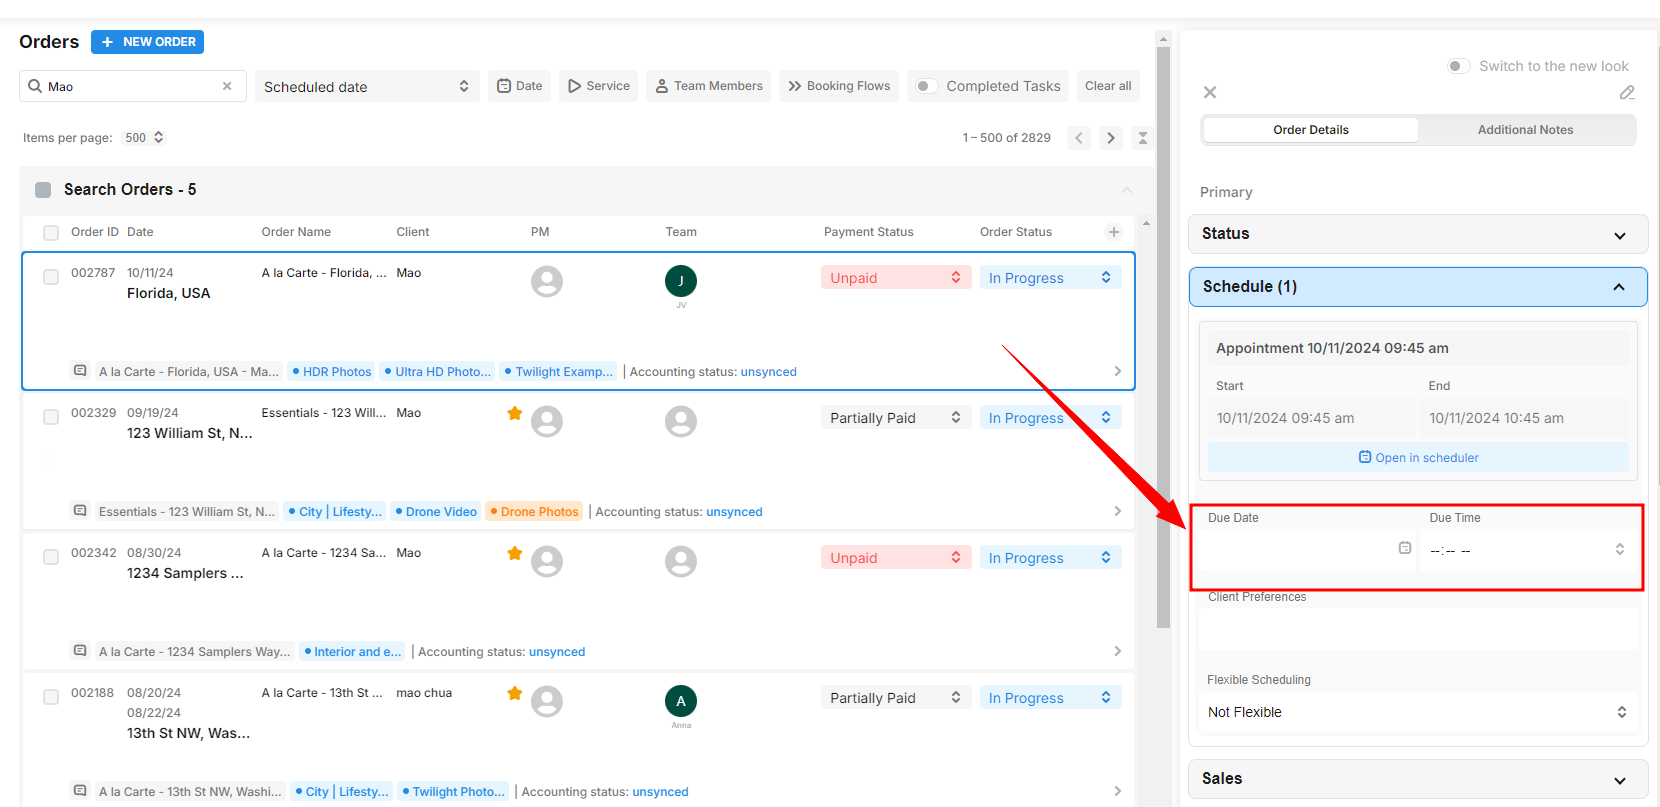 Orders
+ NEW ORDER
Mao
Scheduled date
Date
Service
Team Members
Booking Flows
Completed Tasks
Clear all
Items per page: 500
1 – 500 of 2829
Search Orders - 5
Order ID Date Order Name Client PM Team Payment Status Order Status
002787 10/11/24 A la Carte - Florida, ... Mao J Unpaid In Progress
Florida, USA
JV
A la Carte - Florida, USA - Ma... HDR Photos Ultra HD Photo... Twilight Examp... | Accounting status: unsynced
002329 09/19/24 Essentials - 123 Will... Mao Partially Paid In Progress
123 William St, N...
Essentials - 123 William St, N... City | Lifesty... Drone Video Drone Photos | Accounting status: unsynced
002342 08/30/24 A la Carte - 1234 Sa... Mao Unpaid In Progress
1234 Samplers ...
A la Carte - 1234 Samplers Way... Interior and e... | Accounting status: unsynced
002188 08/20/24 A la Carte - 13th St ... mao chua A Partially Paid In Progress
08/22/24
13th St NW, Was...
Anna
A la Carte - 13th St NW, Washi... City | Lifesty... Twilight Photo... | Accounting status: unsynced
Switch to the new look
Order Details
Additional Notes
Primary
Status
Schedule (1)
Appointment 10/11/2024 09:45 am
Start End
10/11/2024 09:45 am 10/11/2024 10:45 am
Open in scheduler
Due Date Due Time
--:-- --
Client Preferences
Flexible Scheduling
Not Flexible
Sales